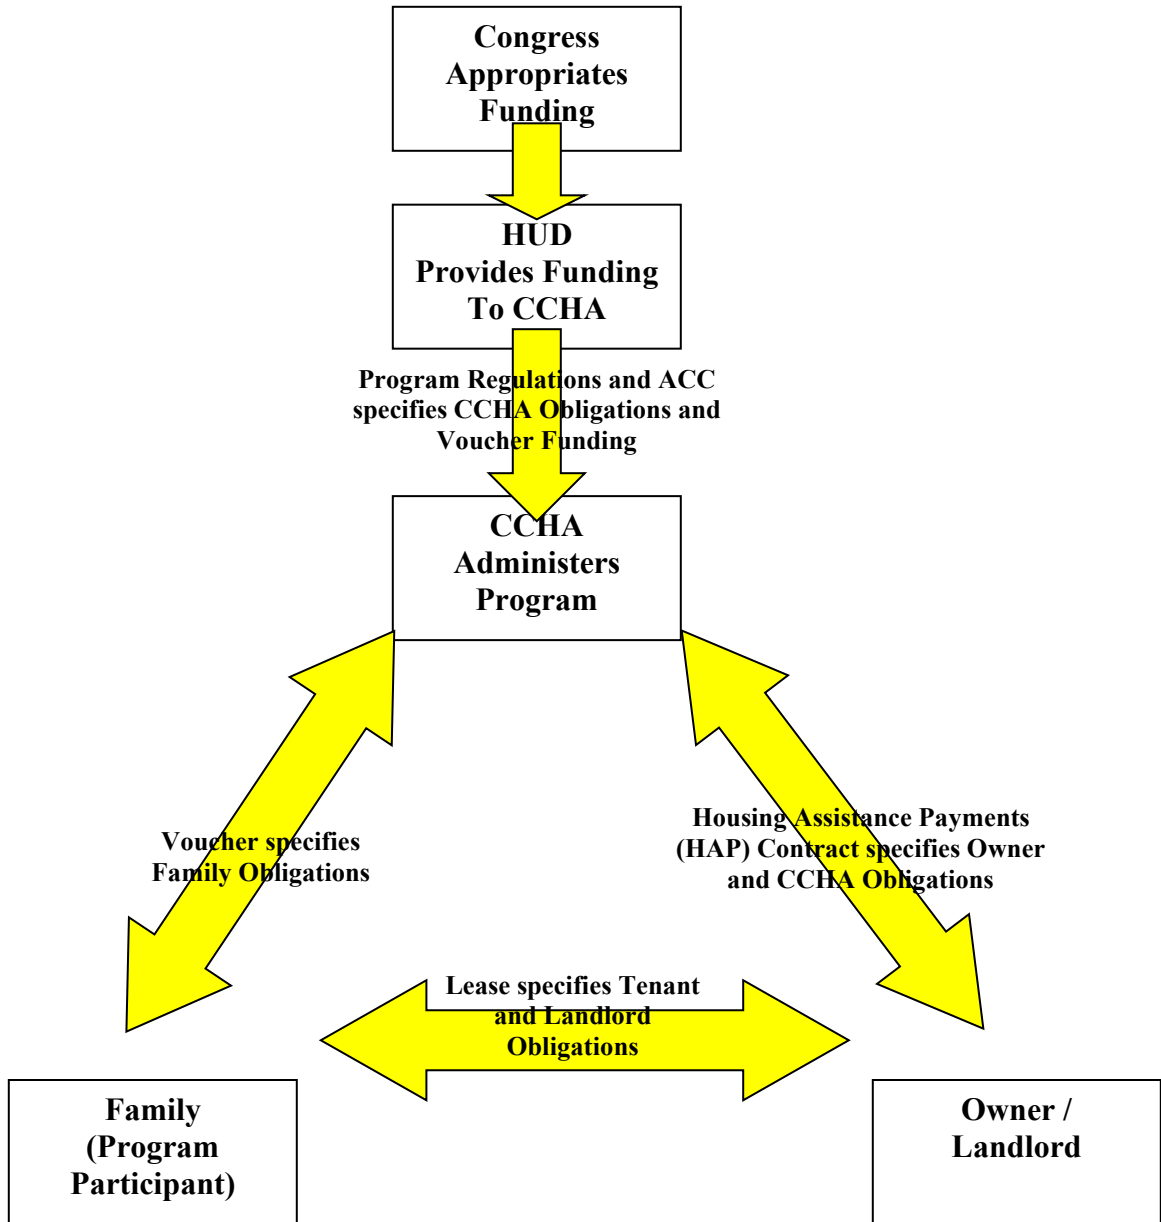 Congress
Appropriates
Funding
HUD
Provides Funding
To CCHA
Program Regulations and ACC
specifies CCHA Obligations and
Voucher Funding
CCHA
Administers
Program
Voucher specifies
Family Obligations
Housing Assistance Payments
(HAP) Contract specifies Owner
and CCHA Obligations
Lease specifies Tenant
and Landlord
Obligations
Family
(Program
Participant)
Owner /
Landlord